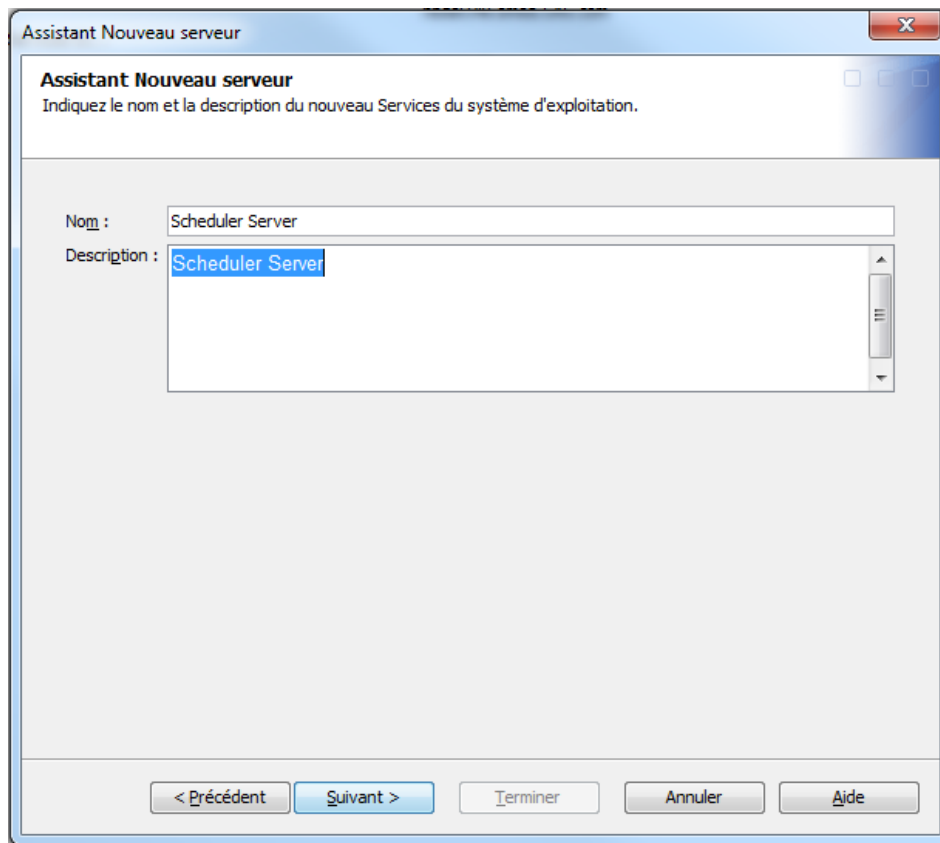 Assistant Nouveau serveur
Assistant Nouveau serveur
Indiquez le nom et la description du nouveau Services du système d'exploitation.
Nom : Scheduler Server
Description : Scheduler Server
< Précédent Suivant > Terminer Annuler Aide